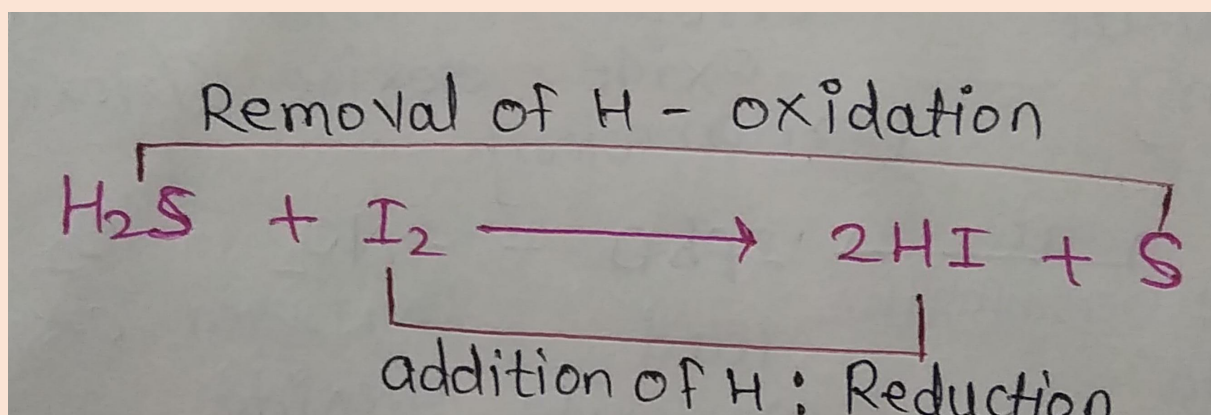 Removal of H - oxidation
H₂S + I₂ → 2HI + S
addition of H : Reduction